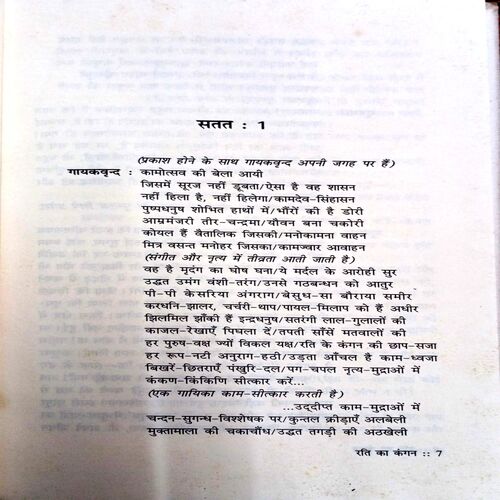 सतत : 1
(प्रकाश होने के साथ गायकवृन्द अपनी जगह पर हैं)
गायकवृन्द : कामोत्सव की बेला आयी
जिसमें सूरज नहीं डूबता/ऐसा है वह शासन
नहीं हिला है, नहीं हिलेगा/कामदेव-सिंहासन
पुष्पधनुष शोभित हाथों में/भौंरों की है डोरी
आम्रमंजरी तीर-चन्द्रमा/यौवन बना चकोरी
कोयल हैं वैतालिक जिसकी/मनोकामना वाहन
मित्र वसन्त मनोहर जिसका/कामज्वार आवाहन
(संगीत और नृत्य में तीव्रता आती जाती है)
वह है मृदंग का घोष घना/ये मर्दल के आरोही सुर
उद्धत उमंग वंशी-तरंग/उनसे गठबन्धन को आतुर
पी-पी केसरिया अंगराग/बेसुध-सा बौराया समीर
करधनि-झालर, चर्चरी-थाप/पायल-मिलाप को हैं अधीर
झिलमिल झाँकी हैं इन्द्रधनुष/सतरंगी लाल-गुलालों की
काजल-रेखाएँ पिघला दें/तपती साँसें मतवालों की
हर पुरुष-वक्ष ज्यों विकल यक्ष/रति के कंगन की छाप-सजा
हर रूप-नटी अनुराग-हठी/उड़ता आँचल है काम-ध्वजा
बिखरें-छितराएँ पंखुरि-दल/पग-चपल नृत्य-मुद्राओं में
कंकण-किंकिणि सीत्कार करें...
(एक गायिका काम-सीत्कार करती है)
...उद्दीप्त काम-मुद्राओं में
चन्दन-सुगन्ध-विश्लेषक पर/कुन्तल क्रीड़ाएँ अलबेली
मुक्तामाला की चकाचौंध/उद्धत तगड़ी की अठखेली
रति का कंगन :: 7